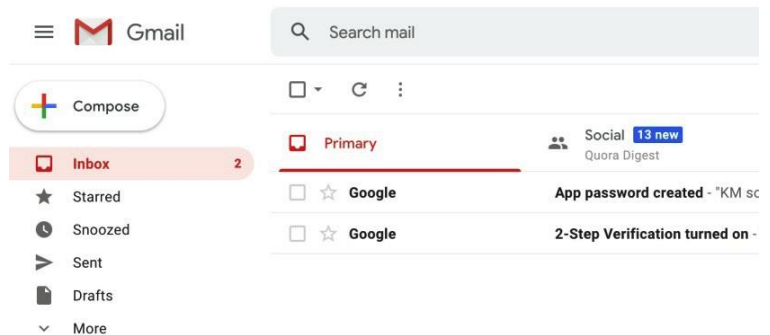 Gmail
Search mail
Compose
Inbox 2
Starred
Snoozed
Sent
Drafts
More
Primary
Social 13 new
Quora Digest
Google App password created - "KM
Google 2-Step Verification turned on -